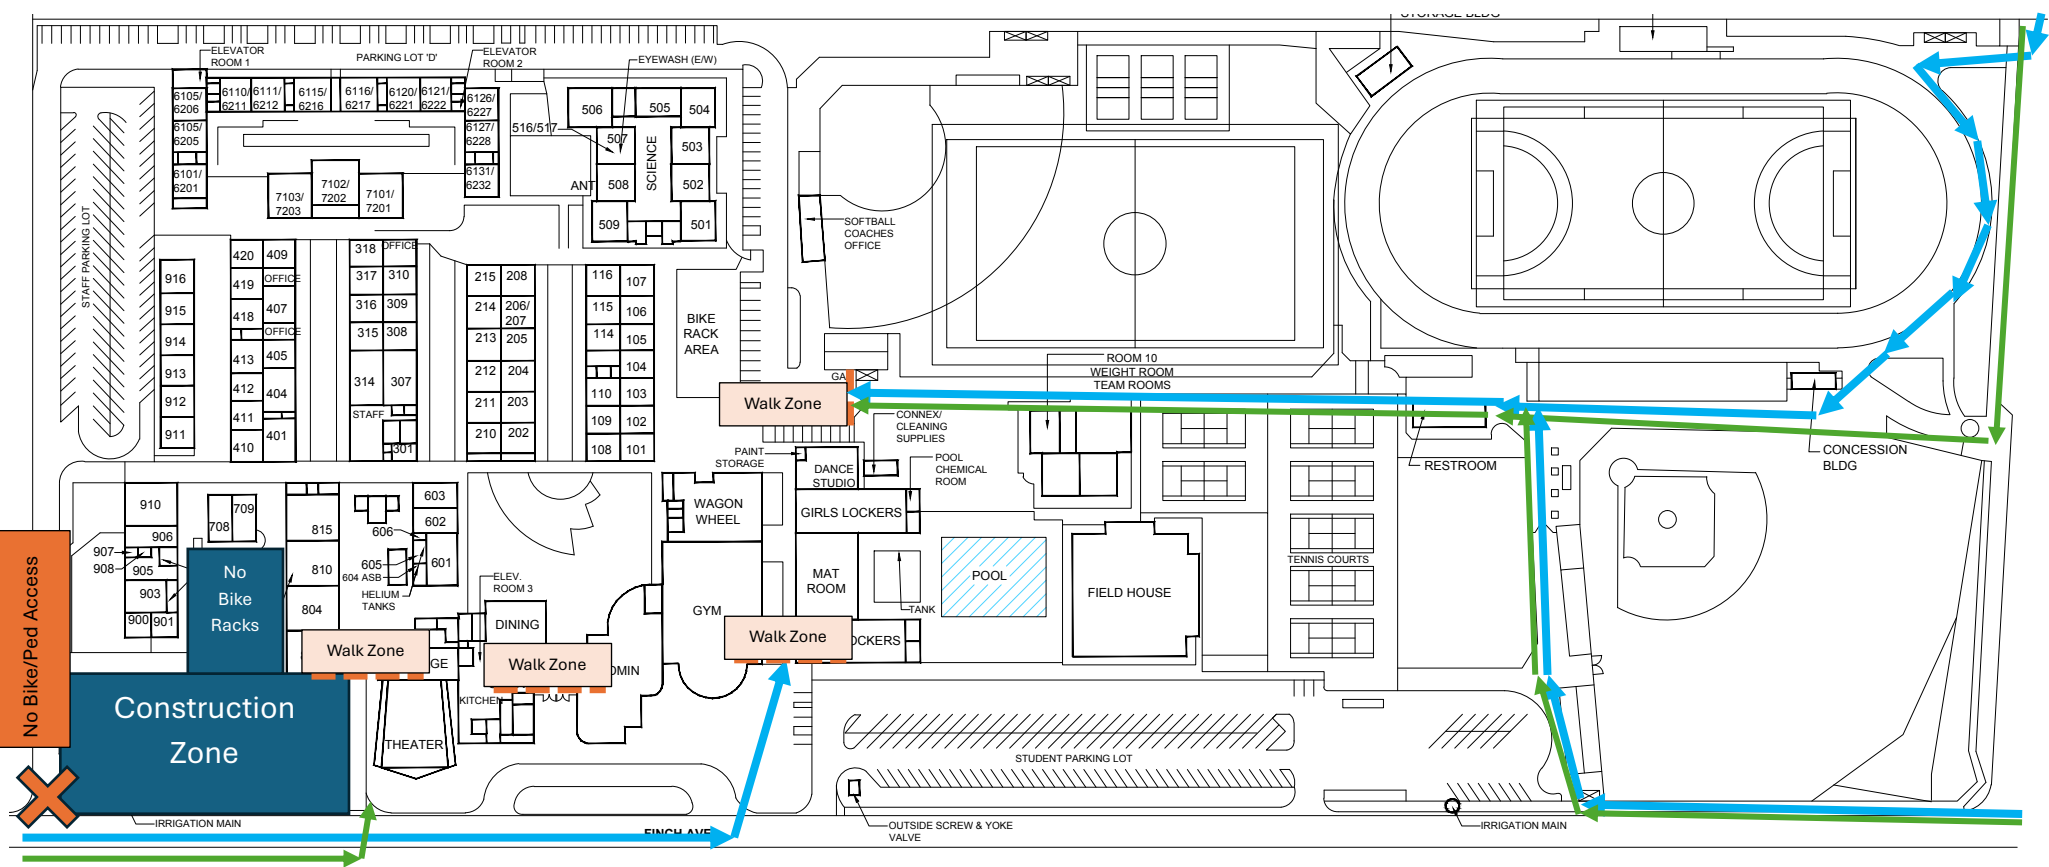 STORAGE BLDG
ELEVATOR
ROOM 1
PARKING LOT 'D'
ELEVATOR
ROOM 2
EYEWASH (E/W)
6105/
6206
6110/
6211
6111/
6212
6115/
6216
6116/
6217
6120/
6221
6121/
6222
6126/
6227
6105/
6205
6127/
6228
6101/
6201
6131/
6232
7103/
7203
7102/
7202
7101/
7201
506
505
504
516/517
507
503
SCIENCE
ANT
508
502
509
501
STAFF PARKING LOT
SOFTBALL
COACHES
OFFICE
916
915
914
913
912
911
420
409
419
OFFICE
418
407
OFFICE
413
405
412
404
411
410
401
318
OFFICE
317
310
316
309
315
308
314
307
STAFF
301
215
208
214
206/
207
213
205
212
204
211
203
210
202
116
107
115
106
114
105
104
110
103
109
102
108
101
BIKE
RACK
AREA
GA
Walk Zone
ROOM 10
WEIGHT ROOM
TEAM ROOMS
CONNEX/
CLEANING
SUPPLIES
PAINT
STORAGE
DANCE
STUDIO
POOL
CHEMICAL
ROOM
RESTROOM
CONCESSION
BLDG
WAGON
WHEEL
GIRLS LOCKERS
910
906
907
908
905
903
900
901
708
709
815
810
804
603
602
606
605
604 ASB
601
HELIUM
TANKS
ELEV.
ROOM 3
DINING
GYM
MAT
ROOM
TANK
POOL
FIELD HOUSE
TENNIS COURTS
No Bike/Ped Access
No
Bike
Racks
Walk Zone
GE
Walk Zone
DMIN
Walk Zone
OCKERS
Construction
Zone
KITCHEN
THEATER
STUDENT PARKING LOT
IRRIGATION MAIN
FINCH AVE
OUTSIDE SCREW & YOKE
VALVE
IRRIGATION MAIN